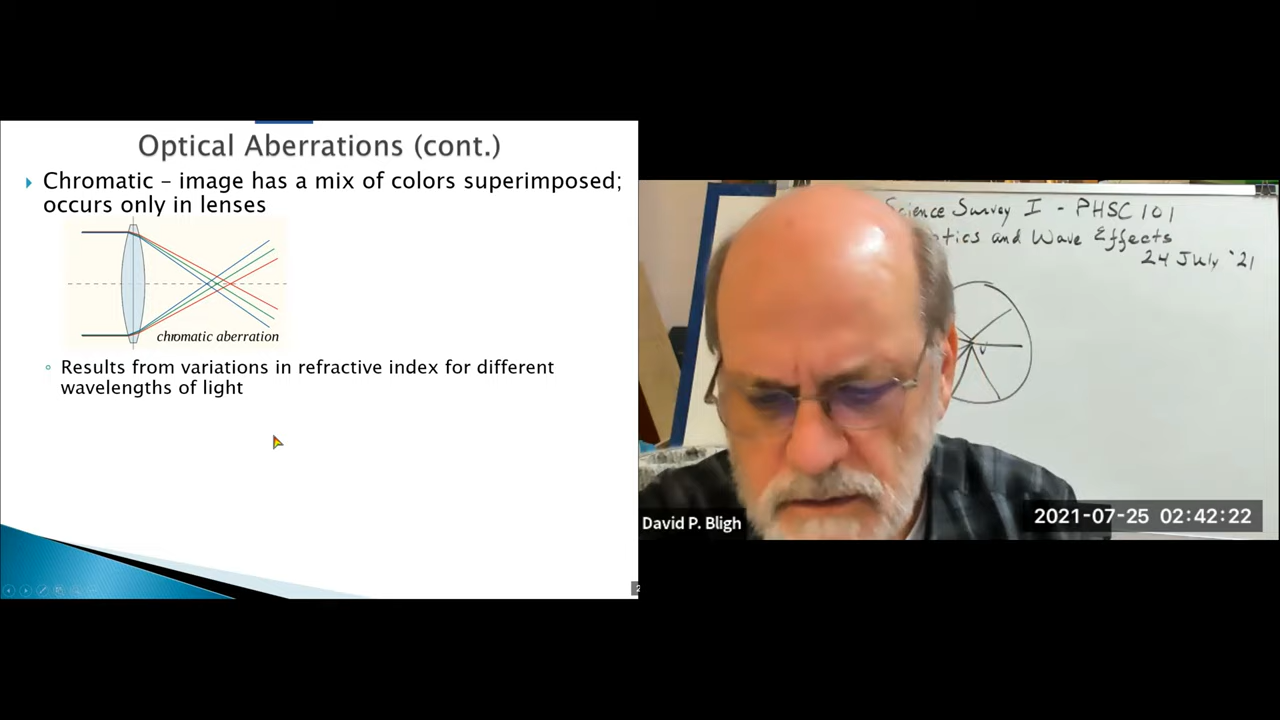 Optical Aberrations (cont.)
Chromatic – image has a mix of colors superimposed;
occurs only in lenses
chromatic aberration
Results from variations in refractive index for different
wavelengths of light
2
Science Survey I - PHSC 101
and Wave Effects
24 July '21
David P. Bligh
2021-07-25 02:42:22